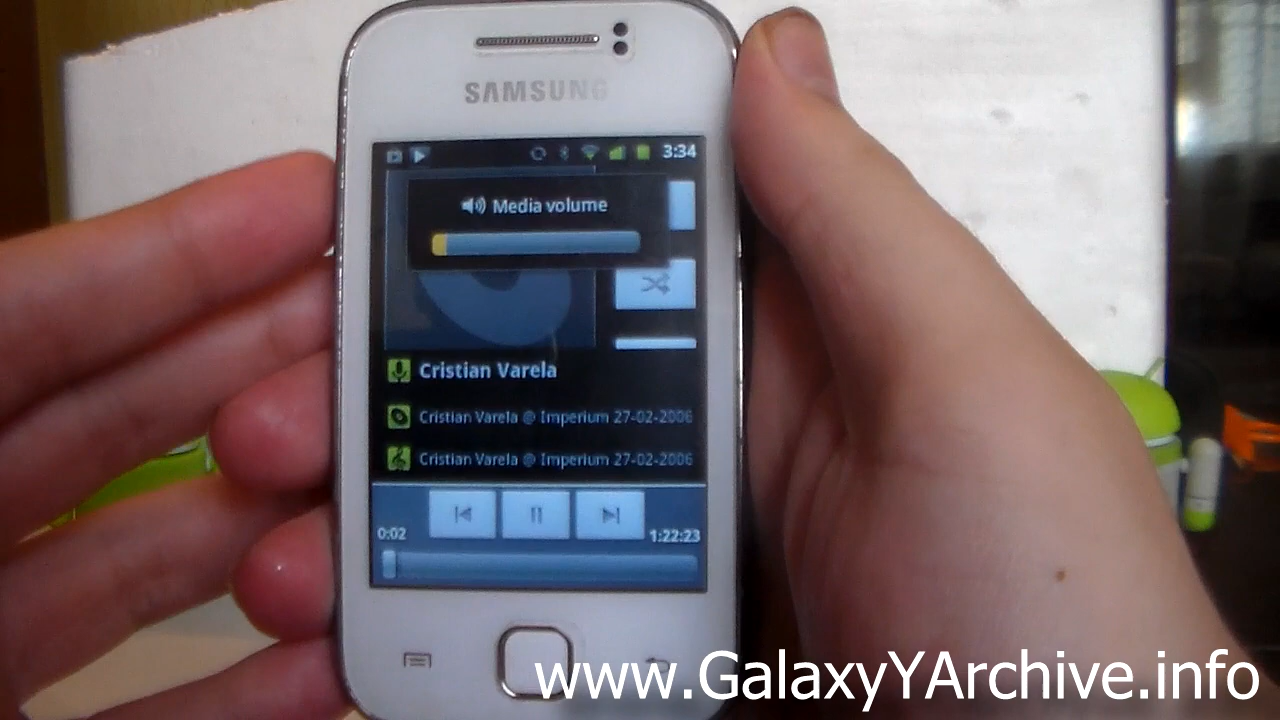 SAMSUNG
3:34
Media volume
Cristian Varela
Cristian Varela @ Imperium 27-02-2006
Cristian Varela @ Imperium 27-02-2006
0:02
1:22:23
www.GalaxyYArchive.info